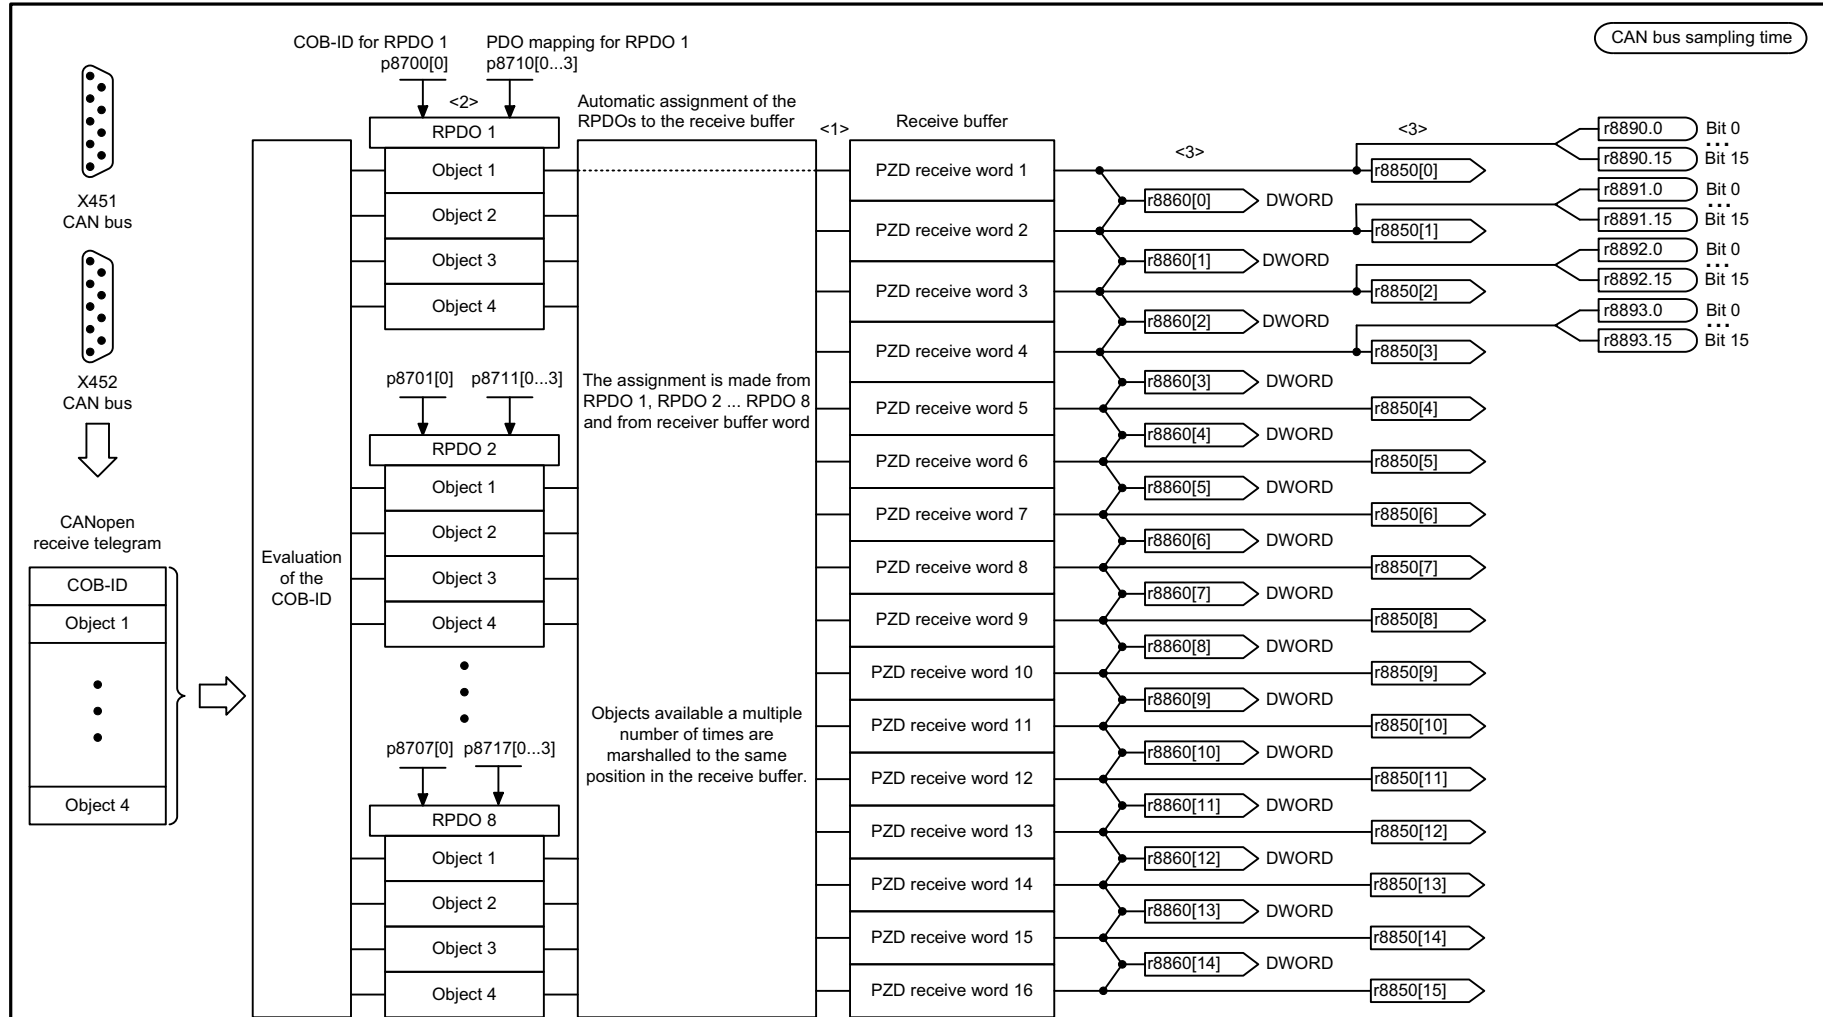 COB-ID for RPDO 1
p8700[0]
PDO mapping for RPDO 1
p8710[0...3]
CAN bus sampling time
<2>
Automatic assignment of the
RPDOs to the receive buffer
<1>
Receive buffer
<3>
<3>
X451
CAN bus
X452
CAN bus
CANopen
receive telegram
COB-ID
Object 1
Object 4
Evaluation
of the
COB-ID
RPDO 1
Object 1
Object 2
Object 3
Object 4
p8701[0]
p8711[0...3]
RPDO 2
Object 1
Object 2
Object 3
Object 4
p8707[0]
p8717[0...3]
RPDO 8
Object 1
Object 2
Object 3
Object 4
The assignment is made from
RPDO 1, RPDO 2 ... RPDO 8
and from receiver buffer word
Objects available a multiple
number of times are
marshalled to the same
position in the receive buffer.
PZD receive word 1
PZD receive word 2
PZD receive word 3
PZD receive word 4
PZD receive word 5
PZD receive word 6
PZD receive word 7
PZD receive word 8
PZD receive word 9
PZD receive word 10
PZD receive word 11
PZD receive word 12
PZD receive word 13
PZD receive word 14
PZD receive word 15
PZD receive word 16
r8860[0] DWORD
r8860[1] DWORD
r8860[2] DWORD
r8860[3] DWORD
r8860[4] DWORD
r8860[5] DWORD
r8860[6] DWORD
r8860[7] DWORD
r8860[8] DWORD
r8860[9] DWORD
r8860[10] DWORD
r8860[11] DWORD
r8860[12] DWORD
r8860[13] DWORD
r8860[14] DWORD
r8850[0]
r8850[1]
r8850[2]
r8850[3]
r8850[4]
r8850[5]
r8850[6]
r8850[7]
r8850[8]
r8850[9]
r8850[10]
r8850[11]
r8850[12]
r8850[13]
r8850[14]
r8850[15]
r8890.0 Bit 0
...
r8890.15 Bit 15
r8891.0 Bit 0
...
r8891.15 Bit 15
r8892.0 Bit 0
...
r8892.15 Bit 15
r8893.0 Bit 0
...
r8893.15 Bit 15